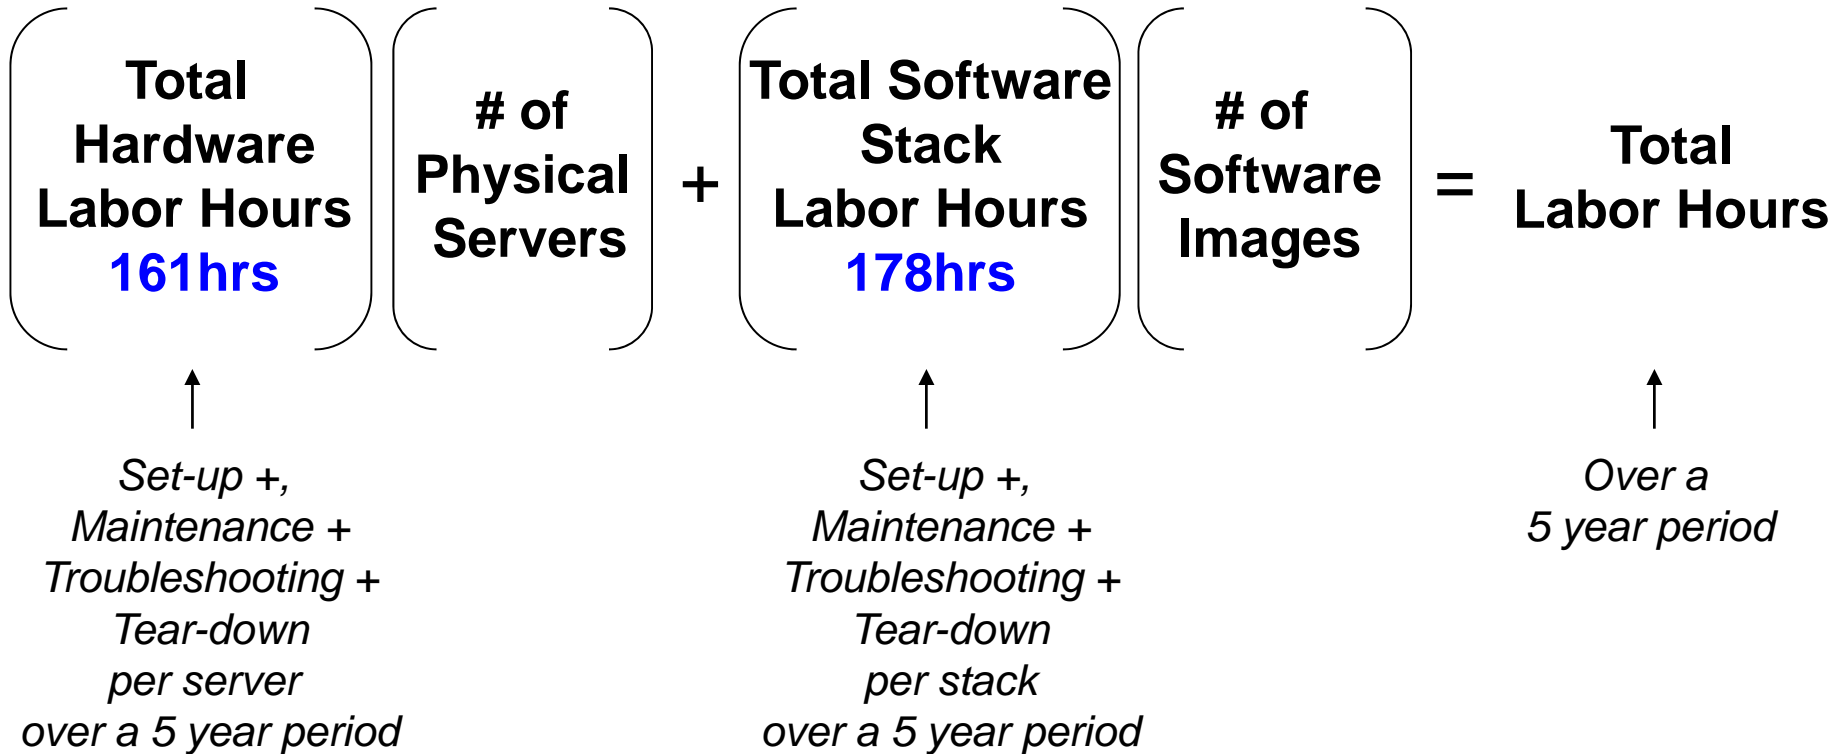 Total
Hardware
Labor Hours
161hrs
# of
Physical
Servers
+
Total Software
Stack
Labor Hours
178hrs
# of
Software
Images
=
Total
Labor Hours
Set-up +,
Maintenance +
Troubleshooting +
Tear-down
per server
over a 5 year period
Set-up +,
Maintenance +
Troubleshooting +
Tear-down
per stack
over a 5 year period
Over a
5 year period